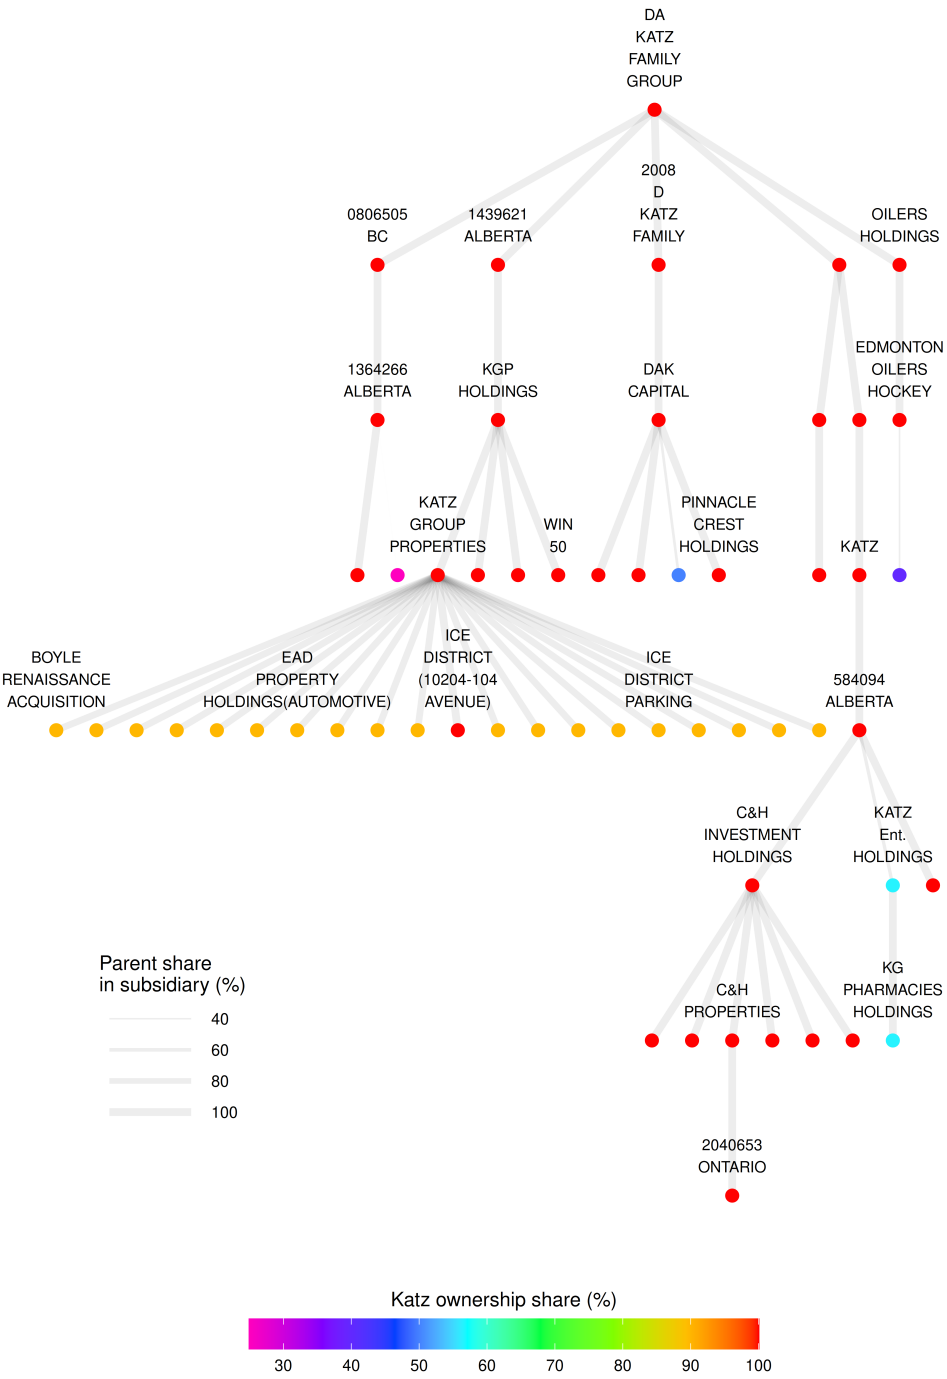 DA
KATZ
FAMILY
GROUP
2008
D
KATZ
FAMILY
0806505
BC
1439621
ALBERTA
OILERS
HOLDINGS
1364266
ALBERTA
KGP
HOLDINGS
DAK
CAPITAL
EDMONTON
OILERS
HOCKEY
KATZ
GROUP
PROPERTIES
WIN
50
PINNACLE
CREST
HOLDINGS
KATZ
BOYLE
RENAISSANCE
ACQUISITION
EAD
PROPERTY
HOLDINGS(AUTOMOTIVE)
ICE
DISTRICT
(10204-104
AVENUE)
ICE
DISTRICT
PARKING
584094
ALBERTA
C&H
INVESTMENT
HOLDINGS
KATZ
Ent.
HOLDINGS
C&H
PROPERTIES
KG
PHARMACIES
HOLDINGS
2040653
ONTARIO
Parent share
in subsidiary (%)
40
60
80
100
Katz ownership share (%)
30 40 50 60 70 80 90 100